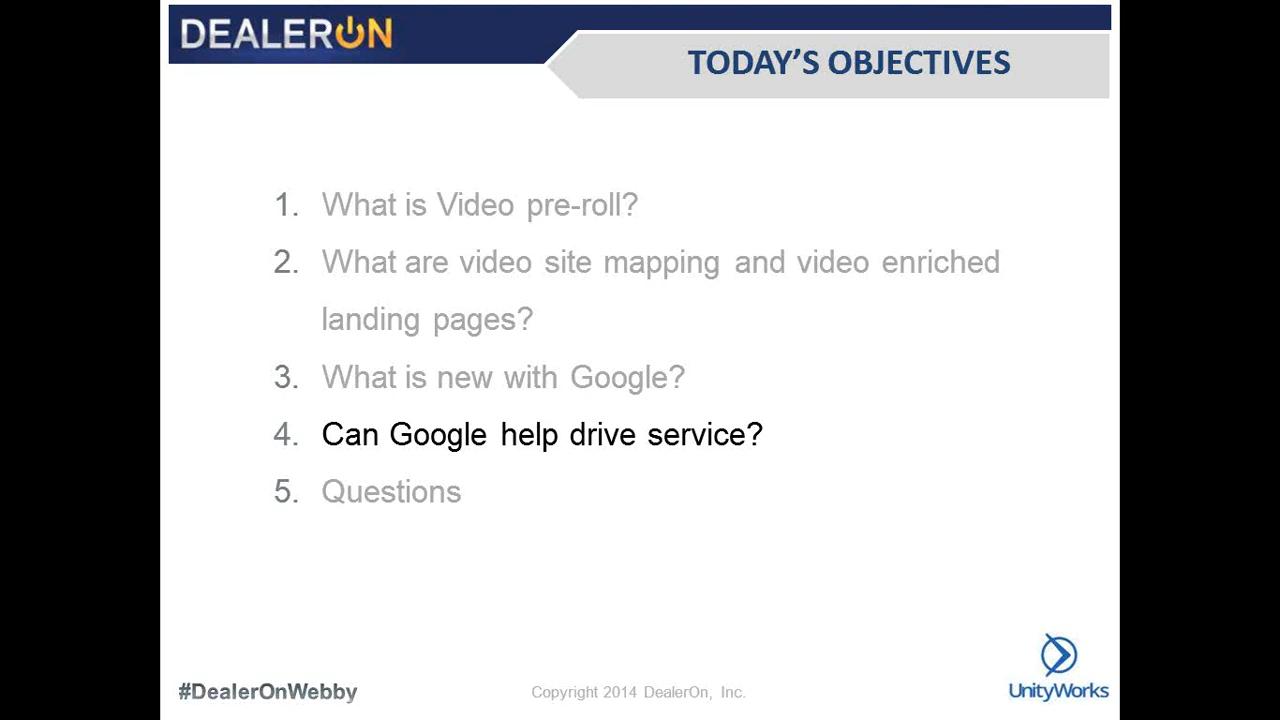 DEALERON
TODAY'S OBJECTIVES
1. What is Video pre-roll?
2. What are video site mapping and video enriched
landing pages?
3. What is new with Google?
4. Can Google help drive service?
5. Questions
#DealerOnWebby
Copyright 2014 DealerOn, Inc.
UnityWorks